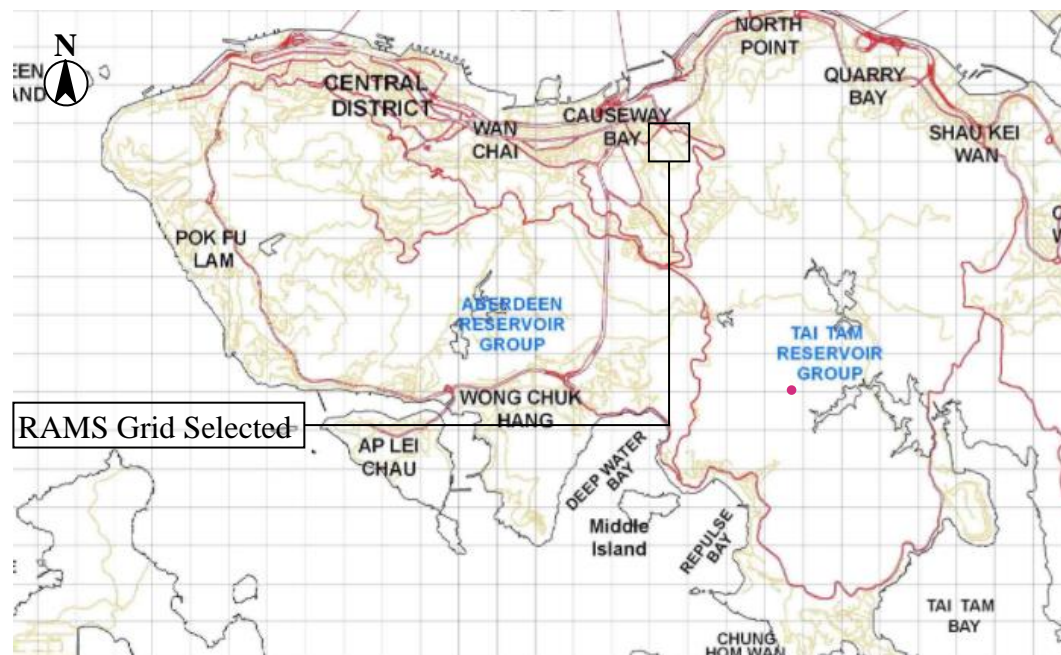 N
NORTH
POINT
EEN
AND
CENTRAL
DISTRICT
QUARRY
BAY
CAUSEWAY
BAY
WAN
CHAI
SHAU KEI
WAN
POK FU
LAM
ABERDEEN
RESERVOIR
GROUP
TAI TAM
RESERVOIR
GROUP
WONG CHUK
HANG
RAMS Grid Selected
AP LEI
CHAU
DEEP WATER
BAY
Middle
Island
REPULSE
BAY
TAI TAM
BAY
CHUNG
HOM WAN